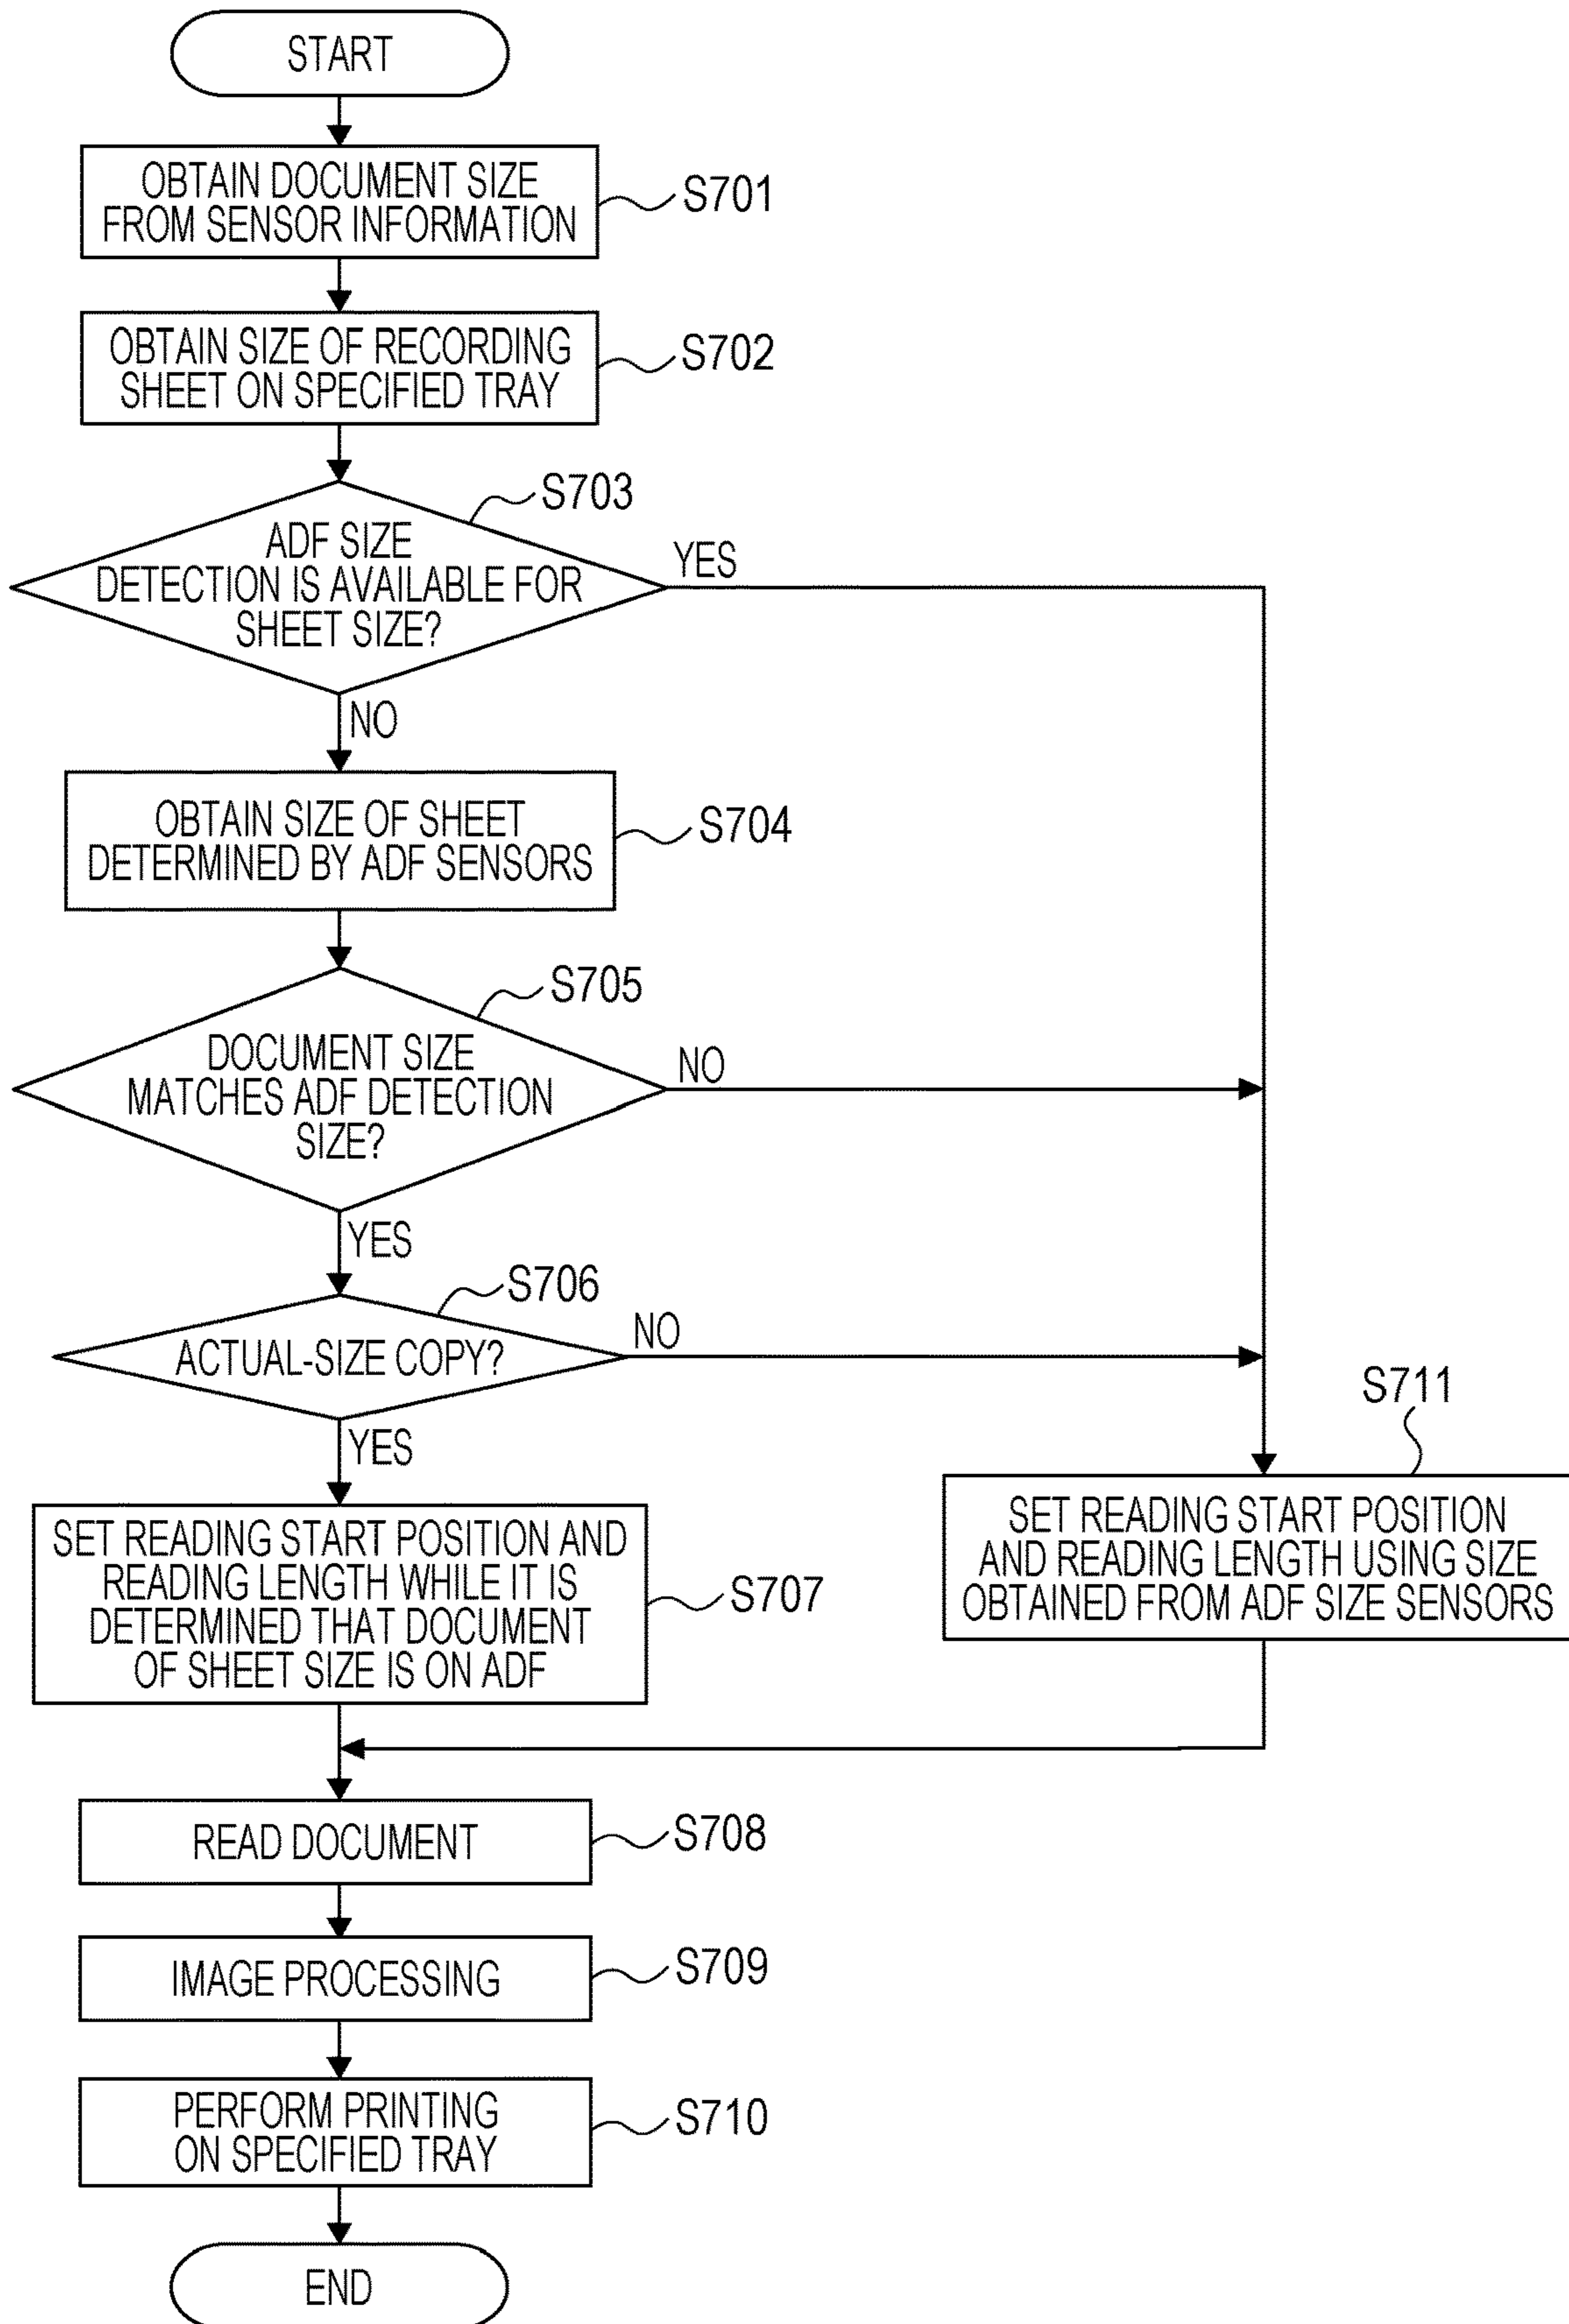 START
OBTAIN DOCUMENT SIZE
FROM SENSOR INFORMATION
S701
OBTAIN SIZE OF RECORDING
SHEET ON SPECIFIED TRAY
S702
S703
ADF SIZE
DETECTION IS AVAILABLE FOR
SHEET SIZE?
YES
NO
OBTAIN SIZE OF SHEET
DETERMINED BY ADF SENSORS
S704
S705
DOCUMENT SIZE
MATCHES ADF DETECTION
SIZE?
NO
YES
S706
ACTUAL-SIZE COPY?
NO
YES
S711
SET READING START POSITION
AND READING LENGTH USING SIZE
OBTAINED FROM ADF SIZE SENSORS
SET READING START POSITION AND
READING LENGTH WHILE IT IS
DETERMINED THAT DOCUMENT
OF SHEET SIZE IS ON ADF
S707
READ DOCUMENT
S708
IMAGE PROCESSING
S709
PERFORM PRINTING
ON SPECIFIED TRAY
S710
END